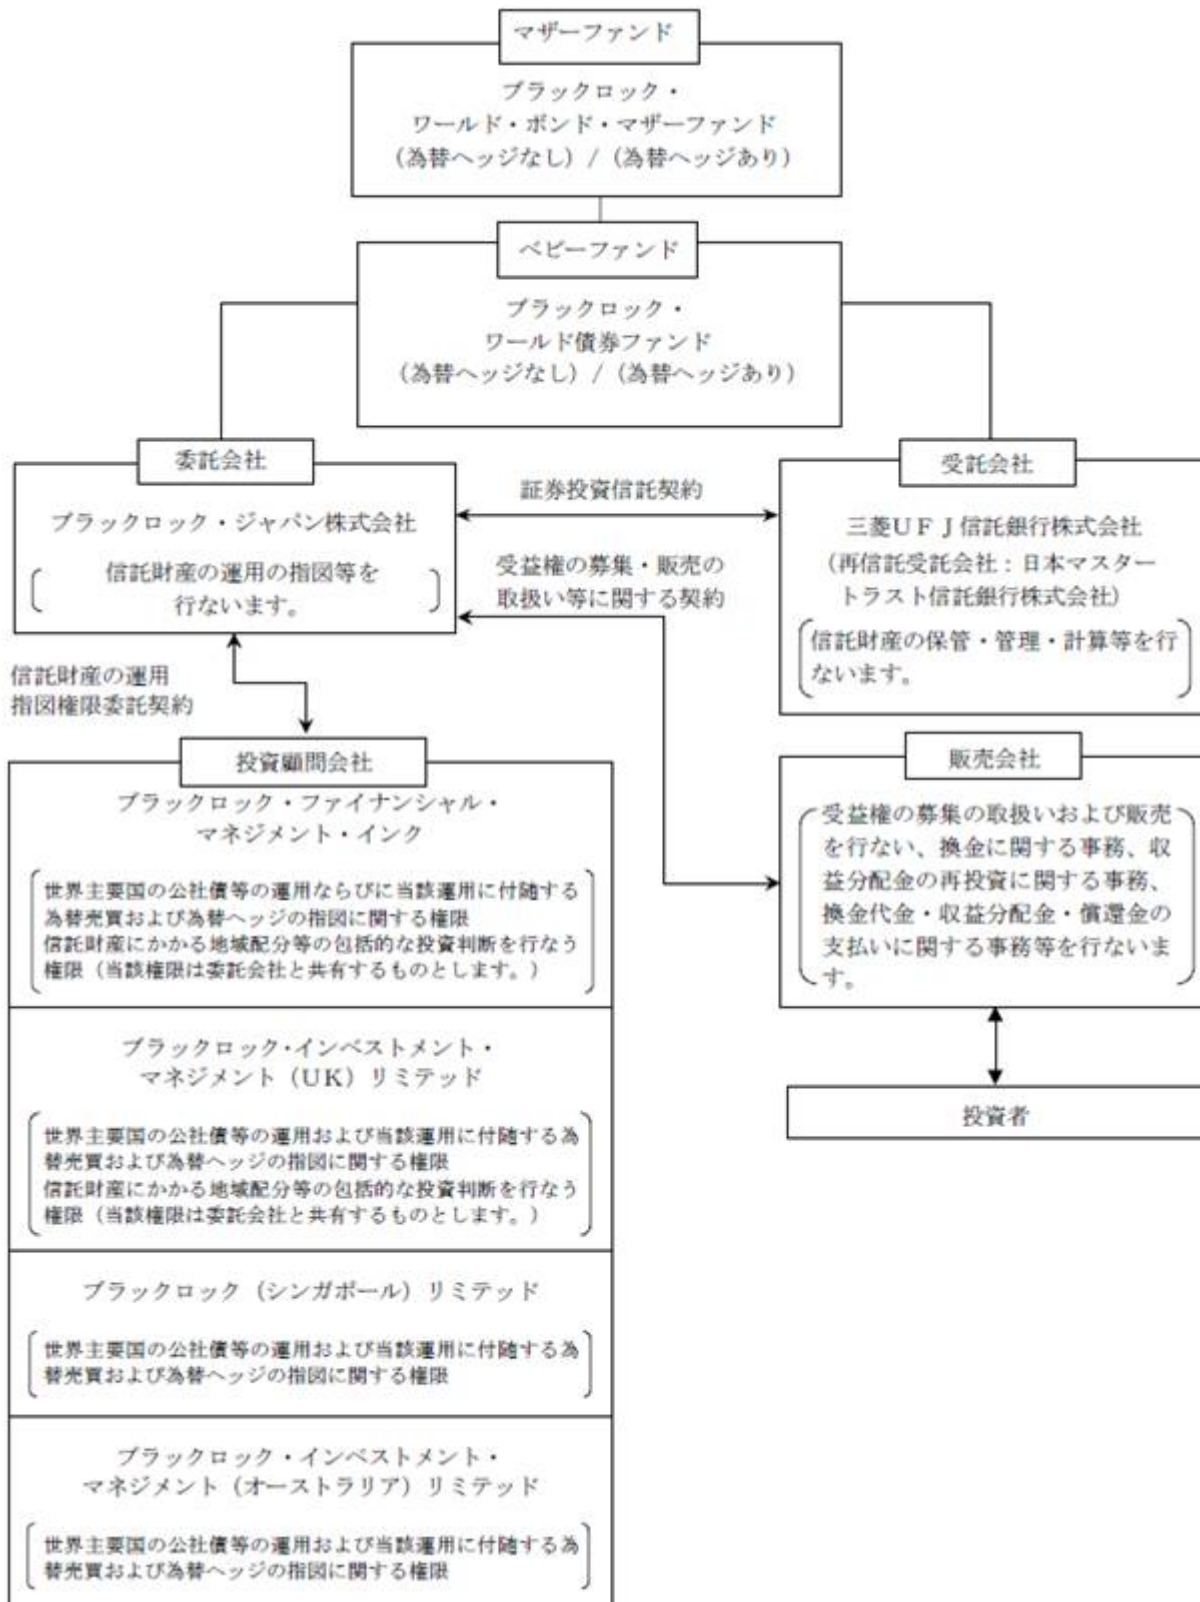 マザーファンド
ブラックロック・
ワールド・ボンド・マザーファンド
（為替ヘッジなし）/（為替ヘッジあり）
ベビーファンド
ブラックロック・
ワールド債券ファンド
（為替ヘッジなし）/（為替ヘッジあり）
委託会社
ブラックロック・ジャパン株式会社
信託財産の運用の指図等を
行ないます。
証券投資信託契約
受益権の募集・販売の
取扱い等に関する契約
受託会社
三菱ＵＦＪ信託銀行株式会社
（再信託受託会社：日本マスター
トラスト信託銀行株式会社）
信託財産の保管・管理・計算等を行
ないます。
信託財産の運用
指図権限委託契約
投資顧問会社
ブラックロック・ファイナンシャル・
マネジメント・インク
世界主要国の公社債等の運用ならびに当該運用に付随する
為替売買および為替ヘッジの指図に関する権限
信託財産にかかる地域配分等の包括的な投資判断を行なう
権限（当該権限は委託会社と共有するものとします。）
ブラックロック・インベストメント・
マネジメント（ＵＫ）リミテッド
世界主要国の公社債等の運用および当該運用に付随する為
替売買および為替ヘッジの指図に関する権限
信託財産にかかる地域配分等の包括的な投資判断を行なう
権限（当該権限は委託会社と共有するものとします。）
ブラックロック（シンガポール）リミテッド
世界主要国の公社債等の運用および当該運用に付随する為
替売買および為替ヘッジの指図に関する権限
ブラックロック・インベストメント・
マネジメント（オーストラリア）リミテッド
世界主要国の公社債等の運用および当該運用に付随する為
替売買および為替ヘッジの指図に関する権限
販売会社
受益権の募集の取扱いおよび販売
を行ない、換金に関する事務、収
益分配金の再投資に関する事務、
換金代金・収益分配金・償還金の
支払いに関する事務等を行ないま
す。
投資者